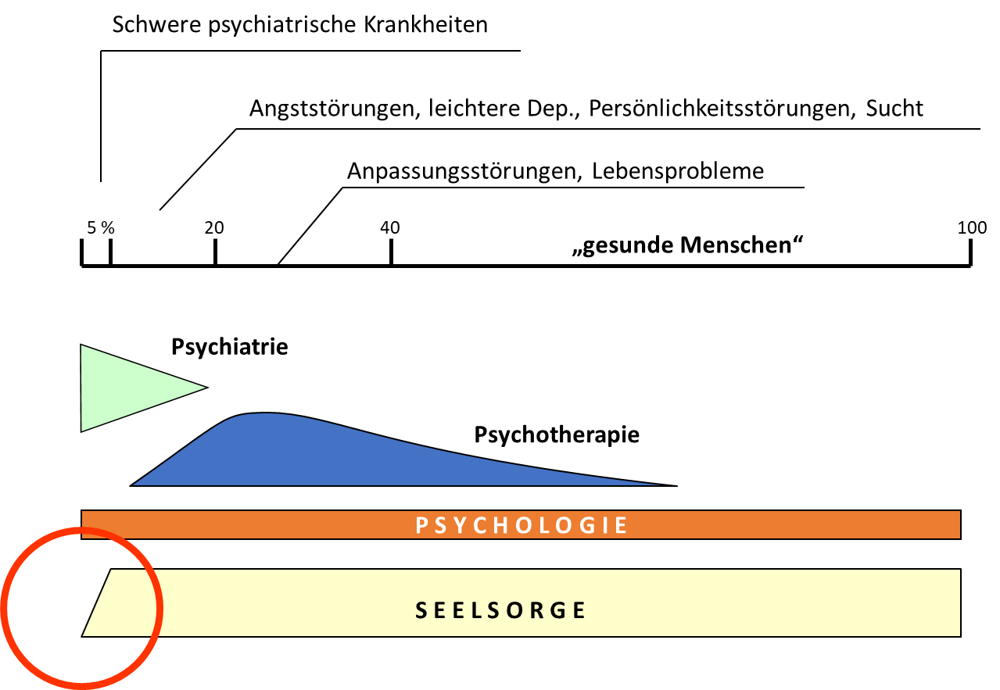 Schwere psychiatrische Krankheiten
Angststörungen, leichtere Dep., Persönlichkeitsstörungen, Sucht
Anpassungsstörungen, Lebensprobleme
5 % 20 40 100
„gesunde Menschen“
Psychiatrie
Psychotherapie
PSYCHOLOGIE
SEELSORGE